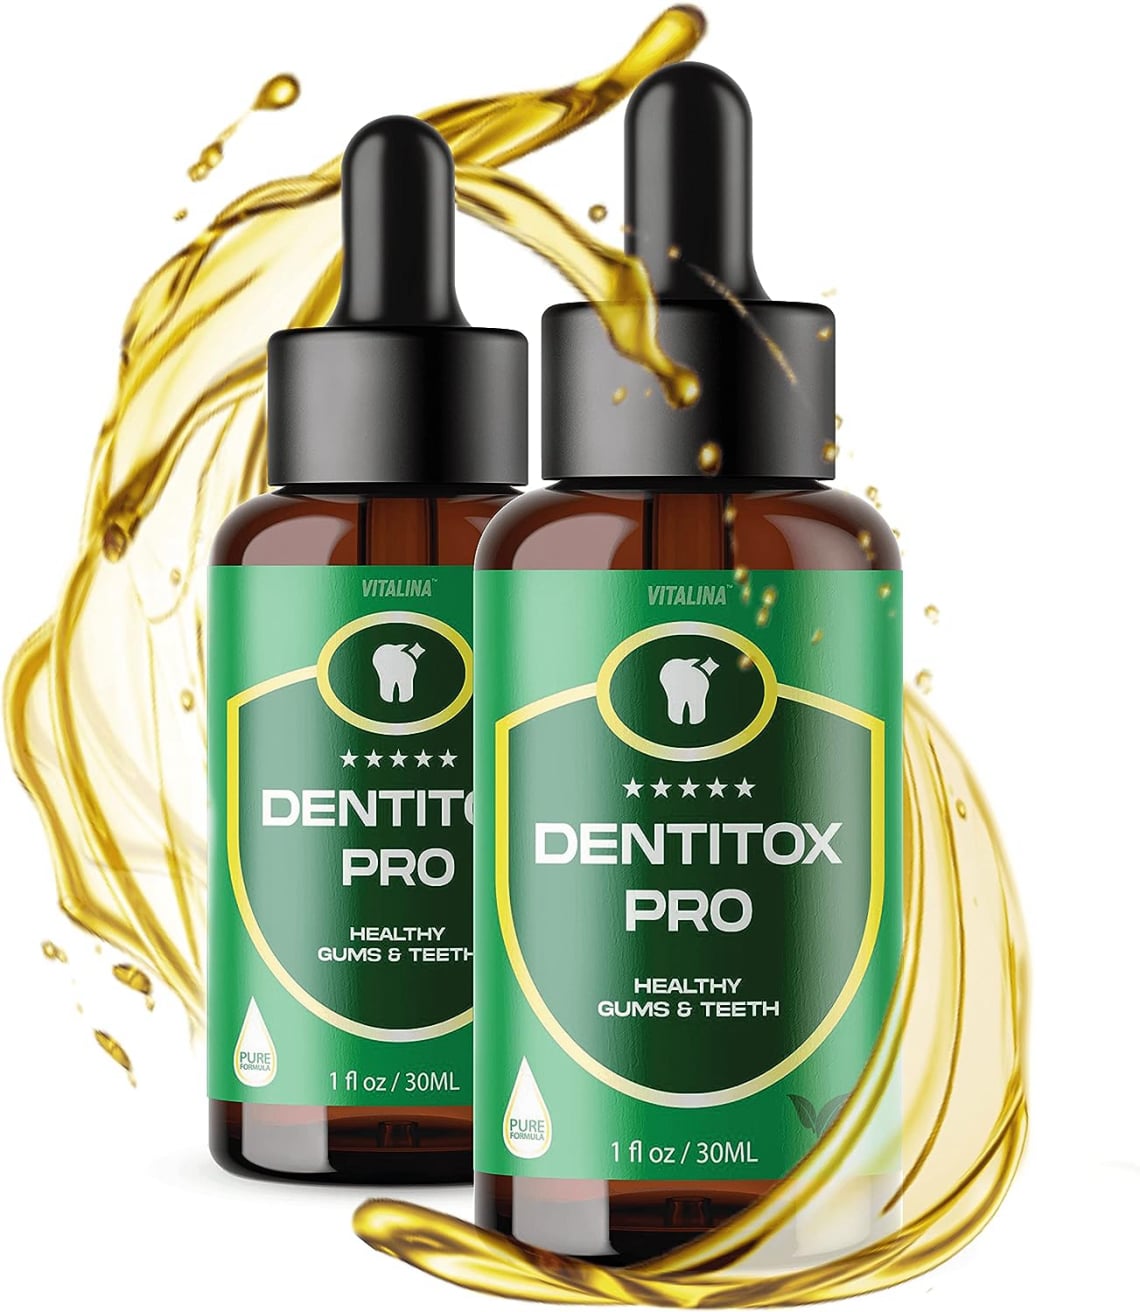 VITALINA™
★★★★★
DENTITO
PRO
HEALTHY
GUMS & TEETH
PURE
FORMULA
1 fl oz / 30ML
VITALINA™
★★★★★
DENTITOX
PRO
HEALTHY
GUMS & TEETH
PURE
FORMULA
1 fl oz / 30ML